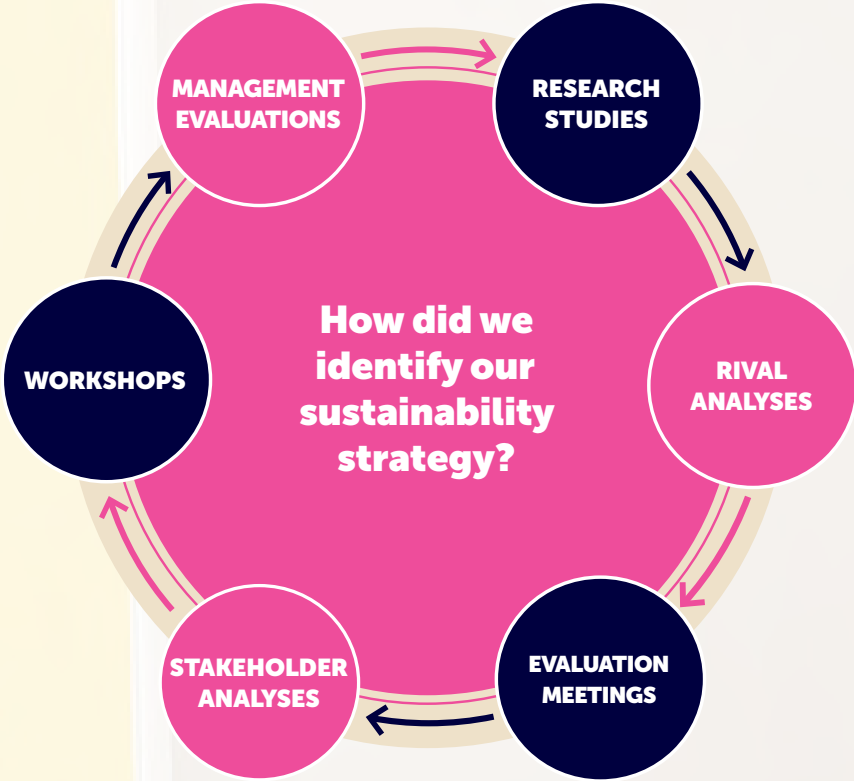 MANAGEMENT
EVALUATIONS
RESEARCH
STUDIES
How did we
identify our
sustainability
strategy?
WORKSHOPS
RIVAL
ANALYSES
STAKEHOLDER
ANALYSES
EVALUATION
MEETINGS